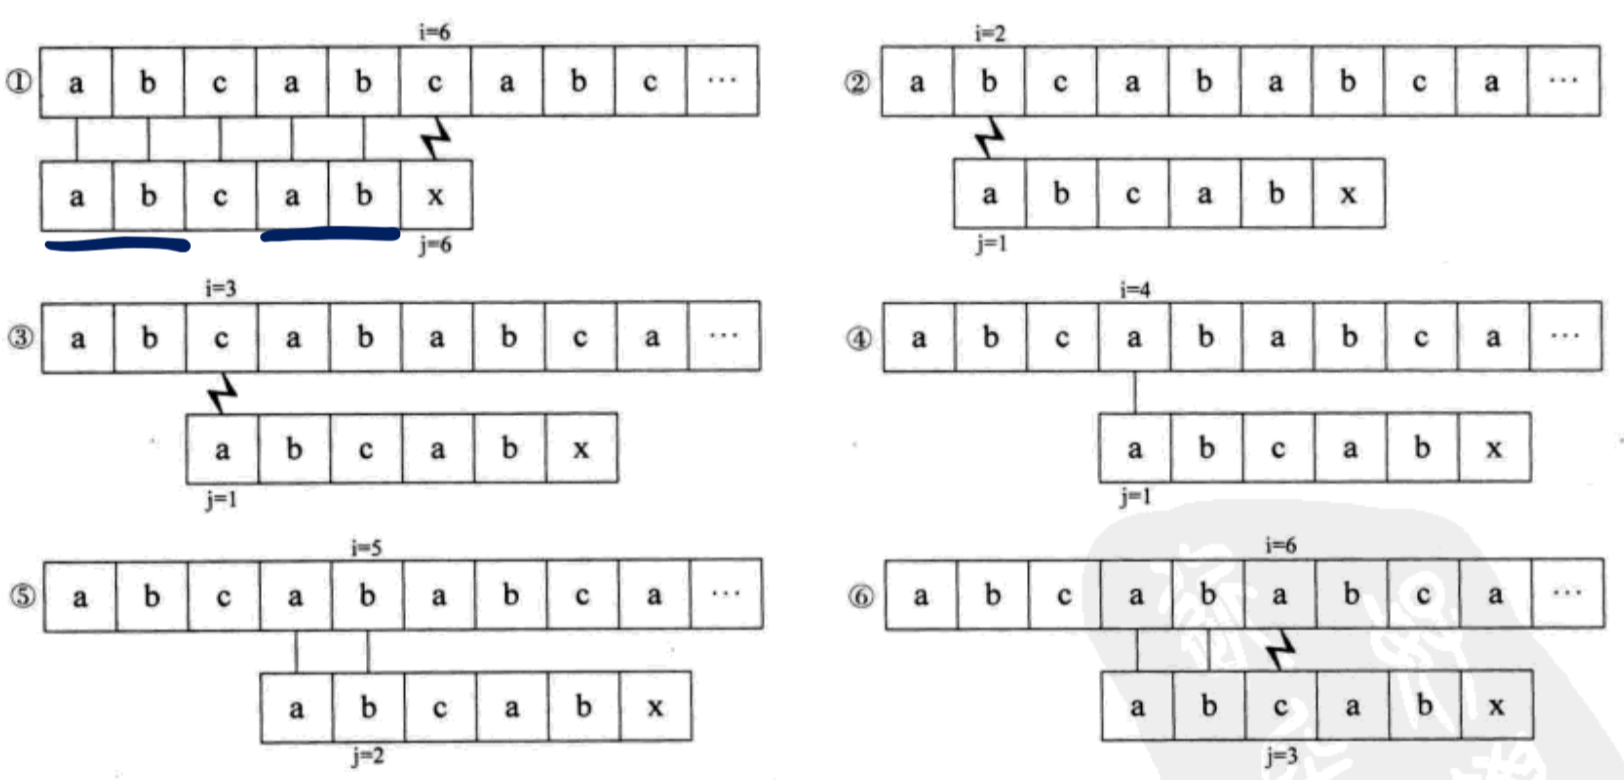 i=6
① a b c a b c a b c ...
a b c a b x
j=6
i=2
② a b c a b a b c a ...
a b c a b x
j=1
i=3
③ a b c a b a b c a ...
a b c a b x
j=1
i=4
④ a b c a b a b c a ...
a b c a b x
j=1
i=5
⑤ a b c a b a b c a ...
a b c a b x
j=2
i=6
⑥ a b c a b a b c a ...
a b c a b x
j=3